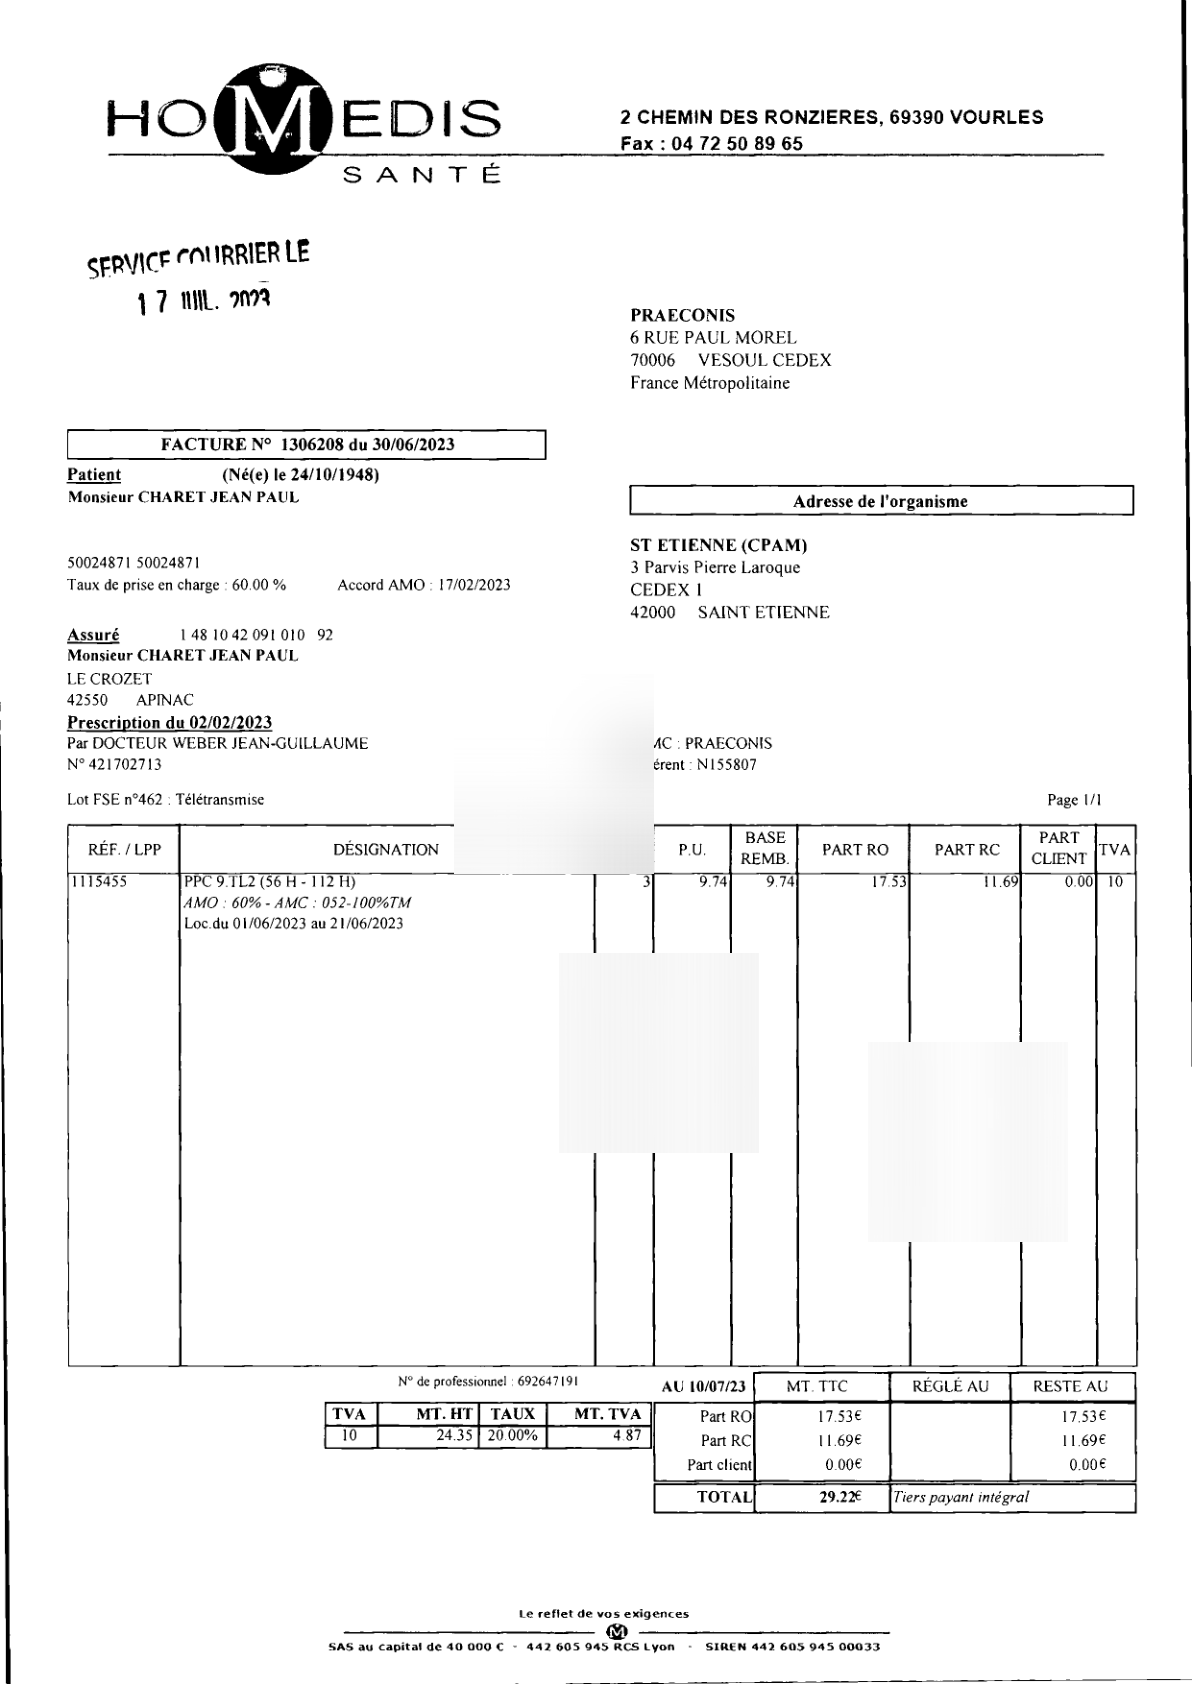 HOMEDIS
SANTÉ
2 CHEMIN DES RONZIERES, 69390 VOURLES
Fax : 04 72 50 89 65
SERVICE COURRIER LE
17 JUIL. 2023
PRAECONIS
6 RUE PAUL MOREL
70006 VESOUL CEDEX
France Métropolitaine
FACTURE N° 1306208 du 30/06/2023
Patient (Né(e) le 24/10/1948)
Monsieur CHARET JEAN PAUL
Adresse de l'organisme
ST ETIENNE (CPAM)
3 Parvis Pierre Laroque
CEDEX 1
42000 SAINT ETIENNE
50024871 50024871
Taux de prise en charge : 60.00 % Accord AMO : 17/02/2023
Assuré 1 48 10 42 091 010 92
Monsieur CHARET JEAN PAUL
LE CROZET
42550 APINAC
Prescription du 02/02/2023
Par DOCTEUR WEBER JEAN-GUILLAUME
N° 421702713
MC : PRAECONIS
érent : N155807
Lot FSE n°462 : Télétransmise
Page 1/1
RÉF. / LPP DÉSIGNATION P.U. BASE REMB. PART RO PART RC PART CLIENT TVA
1115455 PPC 9.TL2 (56 H - 112 H) 3 9.74 9.74 17.53 11.69 0.00 10
AMO : 60% - AMC : 052-100%TM
Loc.du 01/06/2023 au 21/06/2023
N° de professionnel : 692647191
TVA MT. HT TAUX MT. TVA
10 24.35 20.00% 4.87
AU 10/07/23 MT. TTC RÉGLÉ AU RESTE AU
Part RO 17.53€ 17.53€
Part RC 11.69€ 11.69€
Part client 0.00€ 0.00€
TOTAL 29.22€ Tiers payant intégral
Le reflet de vos exigences
M
SAS au capital de 40 000 € - 442 605 945 RCS Lyon - SIREN 442 605 945 00033